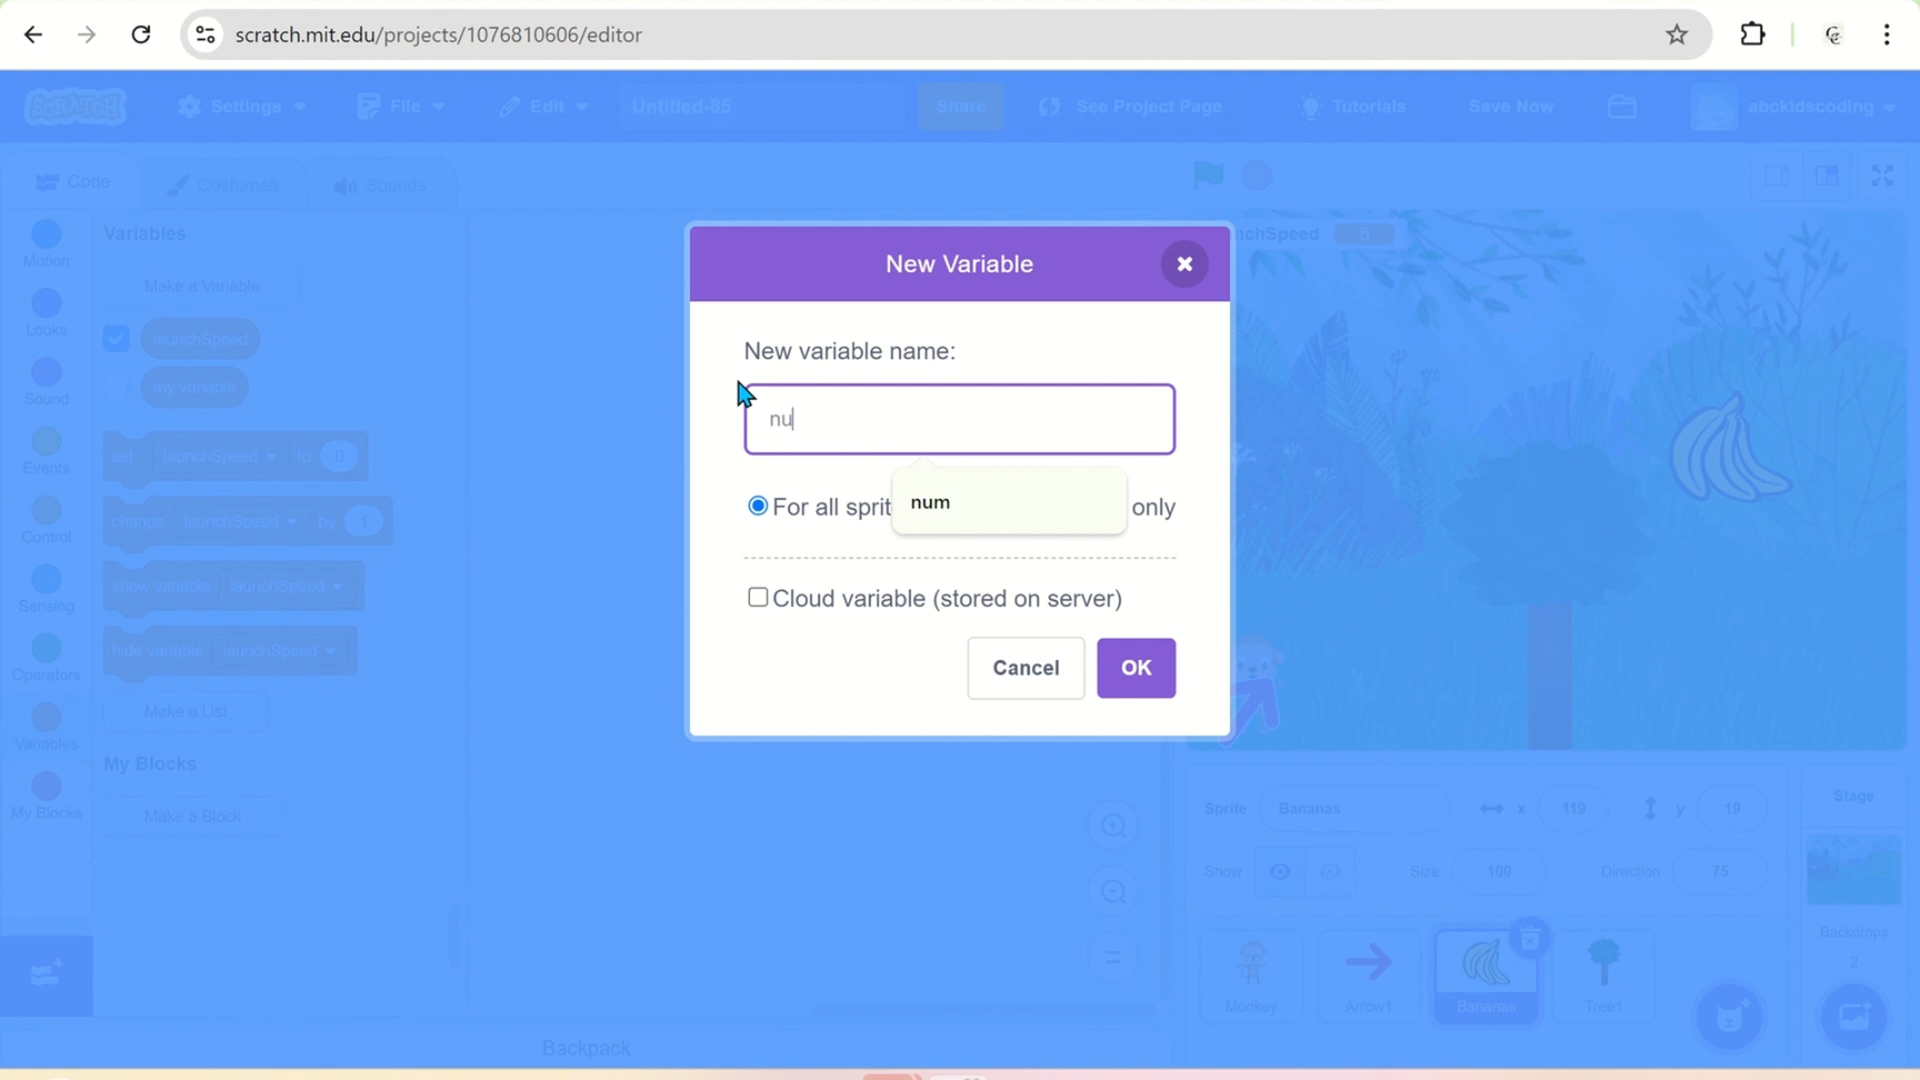 scratch.mit.edu/projects/1076810606/editor
SCRATCH
Settings
File
Edit
Untitled-85
Share
See Project Page
Tutorials
Save Now
abckidscoding
Code
Costumes
Sounds
Motion
Looks
Sound
Events
Control
Sensing
Operators
Variables
My Blocks
Variables
Make a Variable
launchSpeed
my variable
set launchSpeed to 0
change launchSpeed by 1
show variable launchSpeed
hide variable launchSpeed
Make a List
My Blocks
Make a Block
New Variable
New variable name:
nu
num
For all sprit
only
Cloud variable (stored on server)
Cancel
OK
nchSpeed
Sprite
Bananas
x 119
y 19
Show
Size 100
Direction 75
Monkey
Arrow1
Bananas
Tree1
Stage
Backdrops
2
Backpack